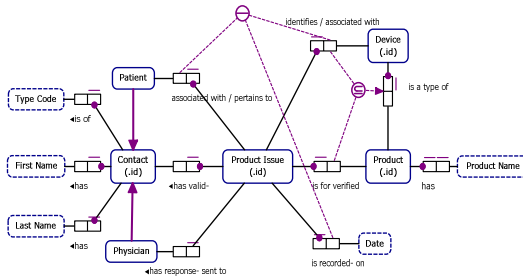 identifies / associated with
Device
(.id)
Patient
is a type of
Type Code
associated with / pertains to
◄is of
First Name
Contact
(.id)
Product Issue
(.id)
Product
(.id)
Product Name
◄has
◄has valid-
is for verified
has
Last Name
◄has
Physician
Date
is recorded- on
◄has response- sent to